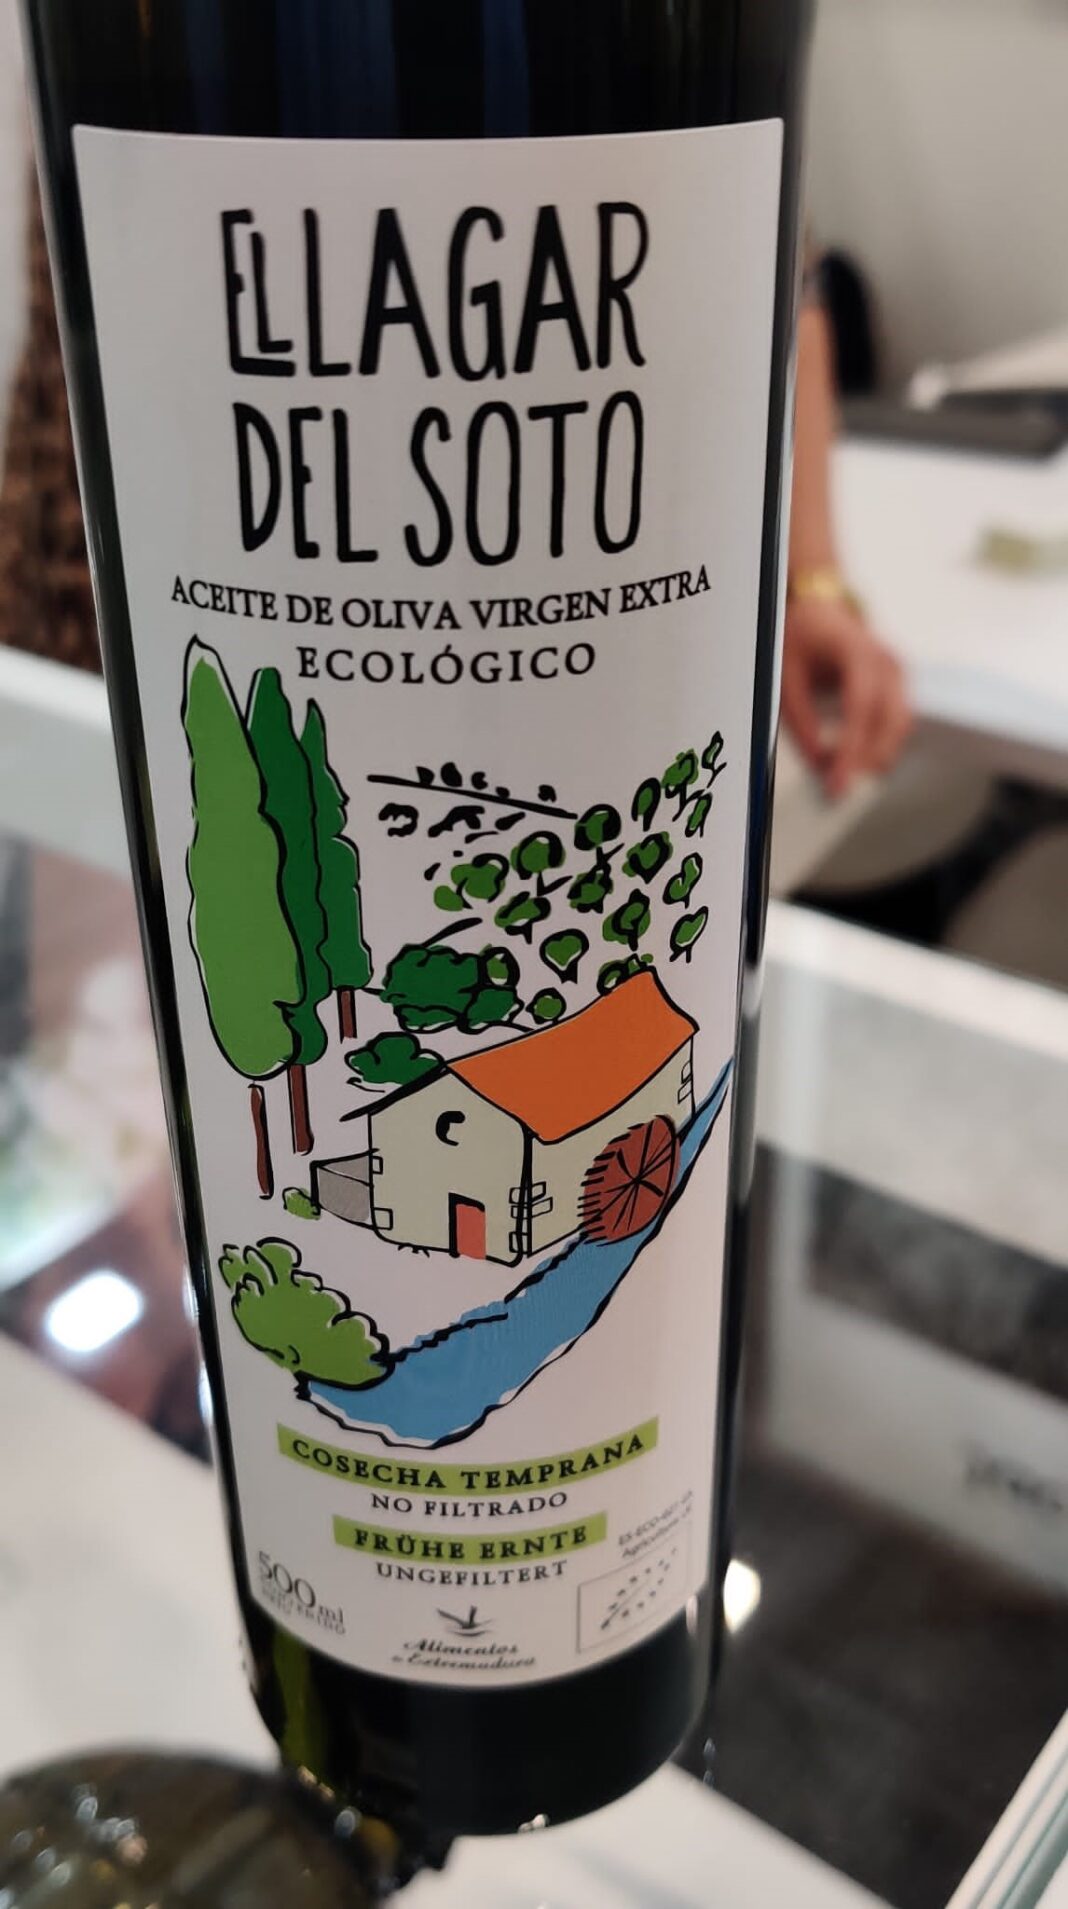 EL LAGAR
DEL SOTO
ACEITE DE OLIVA VIRGEN EXTRA
ECOLÓGICO
COSECHA TEMPRANA
NO FILTRADO
FRÜHE ERNTE
UNGEFILTERT
500 ml
Alimentos
de Extremadura